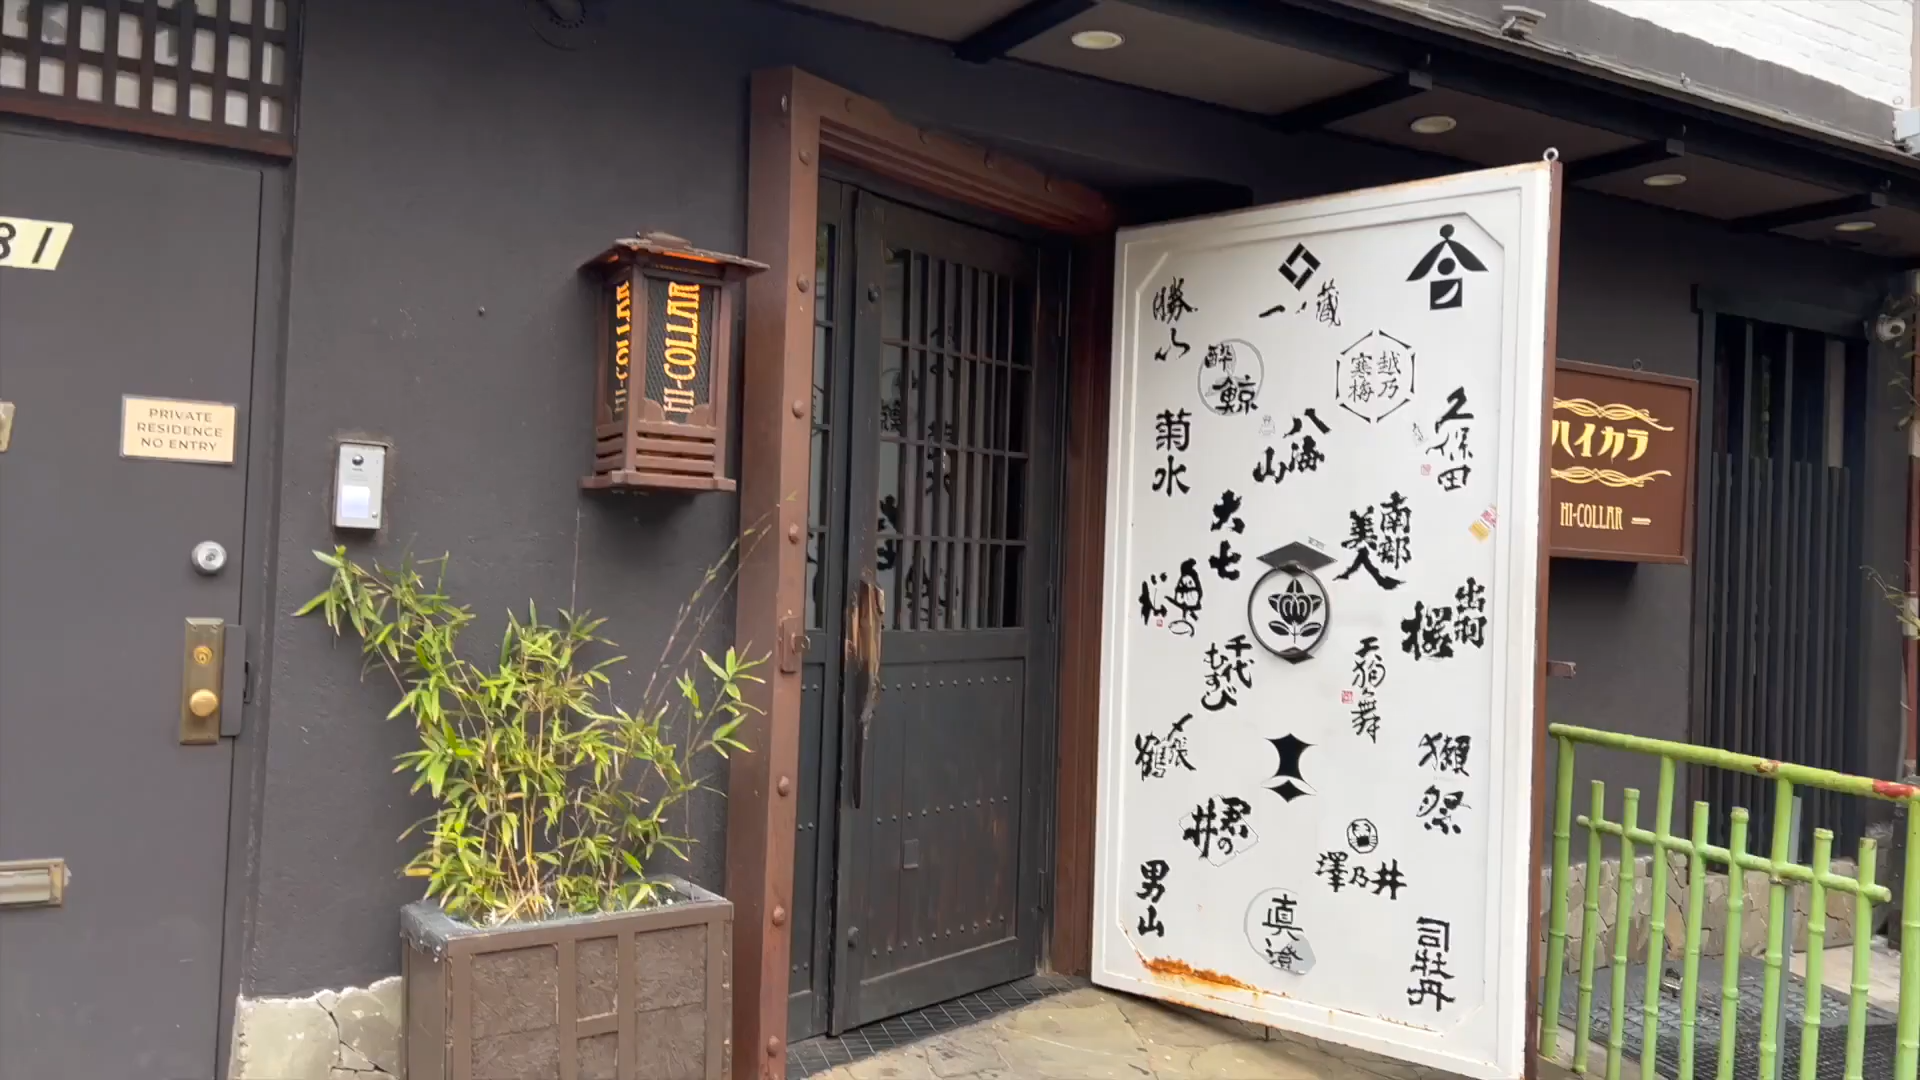 31
PRIVATE
RESIDENCE
NO ENTRY
HI-COLLAR
HI-COLLAR
勝山
一ノ蔵
酔鯨
越乃
寒梅
菊水
八海山
久保田
大七
南部
美人
奥の
松
出羽
桜
千代
むすび
天狗舞
〆張
鶴
獺祭
君の
井
澤乃井
男山
真澄
司牡丹
ハイカラ
HI-COLLAR